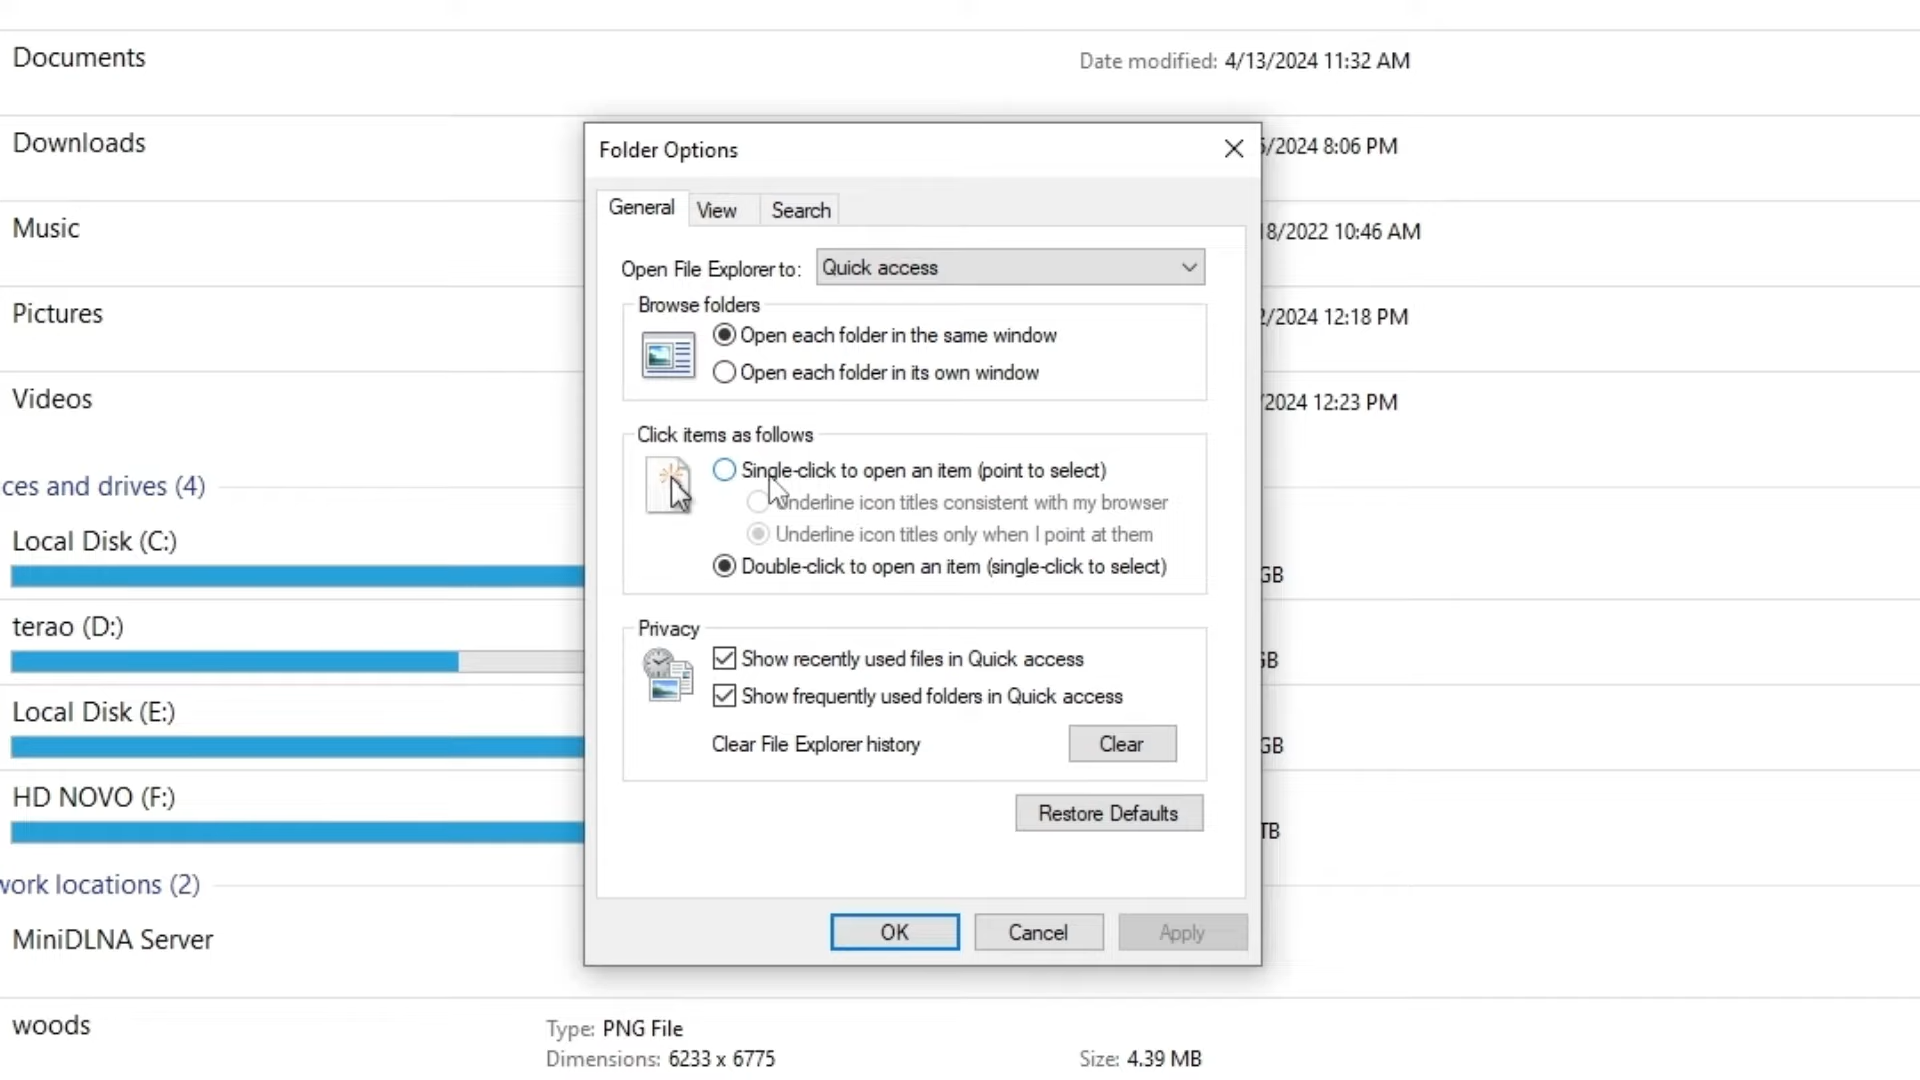 Documents
Date modified: 4/13/2024 11:32 AM
Folder Options
Downloads
/2024 8:06 PM
General View Search
Music
8/2022 10:46 AM
Open File Explorer to: Quick access
Browse folders
Pictures
/2024 12:18 PM
Open each folder in the same window
Open each folder in its own window
Videos
/2024 12:23 PM
Click items as follows
Single-click to open an item (point to select)
ces and drives (4)
Underline icon titles consistent with my browser
Local Disk (C:)
Underline icon titles only when I point at them
Double-click to open an item (single-click to select)
GB
terao (D:)
Privacy
Show recently used files in Quick access
GB
Show frequently used folders in Quick access
Local Disk (E:)
Clear File Explorer history Clear
GB
HD NOVO (F:)
Restore Defaults
TB
work locations (2)
OK Cancel Apply
MiniDLNA Server
woods
Type: PNG File
Dimensions: 6233 x 6775
Size: 4.39 MB